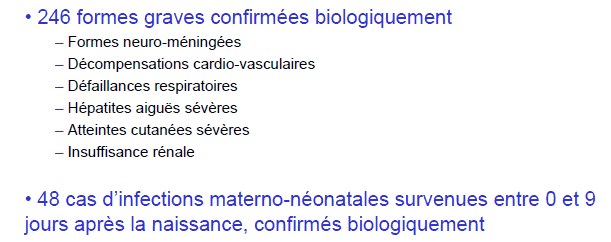 • 246 formes graves confirmées biologiquement
– Formes neuro-méningées
– Décompensations cardio-vasculaires
– Défaillances respiratoires
– Hépatites aiguës sévères
– Atteintes cutanées sévères
– Insuffisance rénale
• 48 cas d'infections materno-néonatales survenues entre 0 et 9
jours après la naissance, confirmés biologiquement